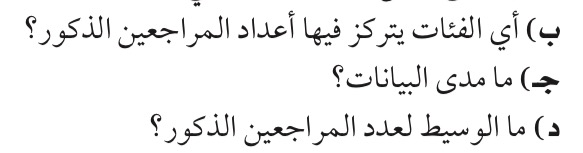 ب) أي الفئات يتركز فيها أعداد المراجعين الذكور؟
جـ) ما مدى البيانات؟
د) ما الوسيط لعدد المراجعين الذكور؟